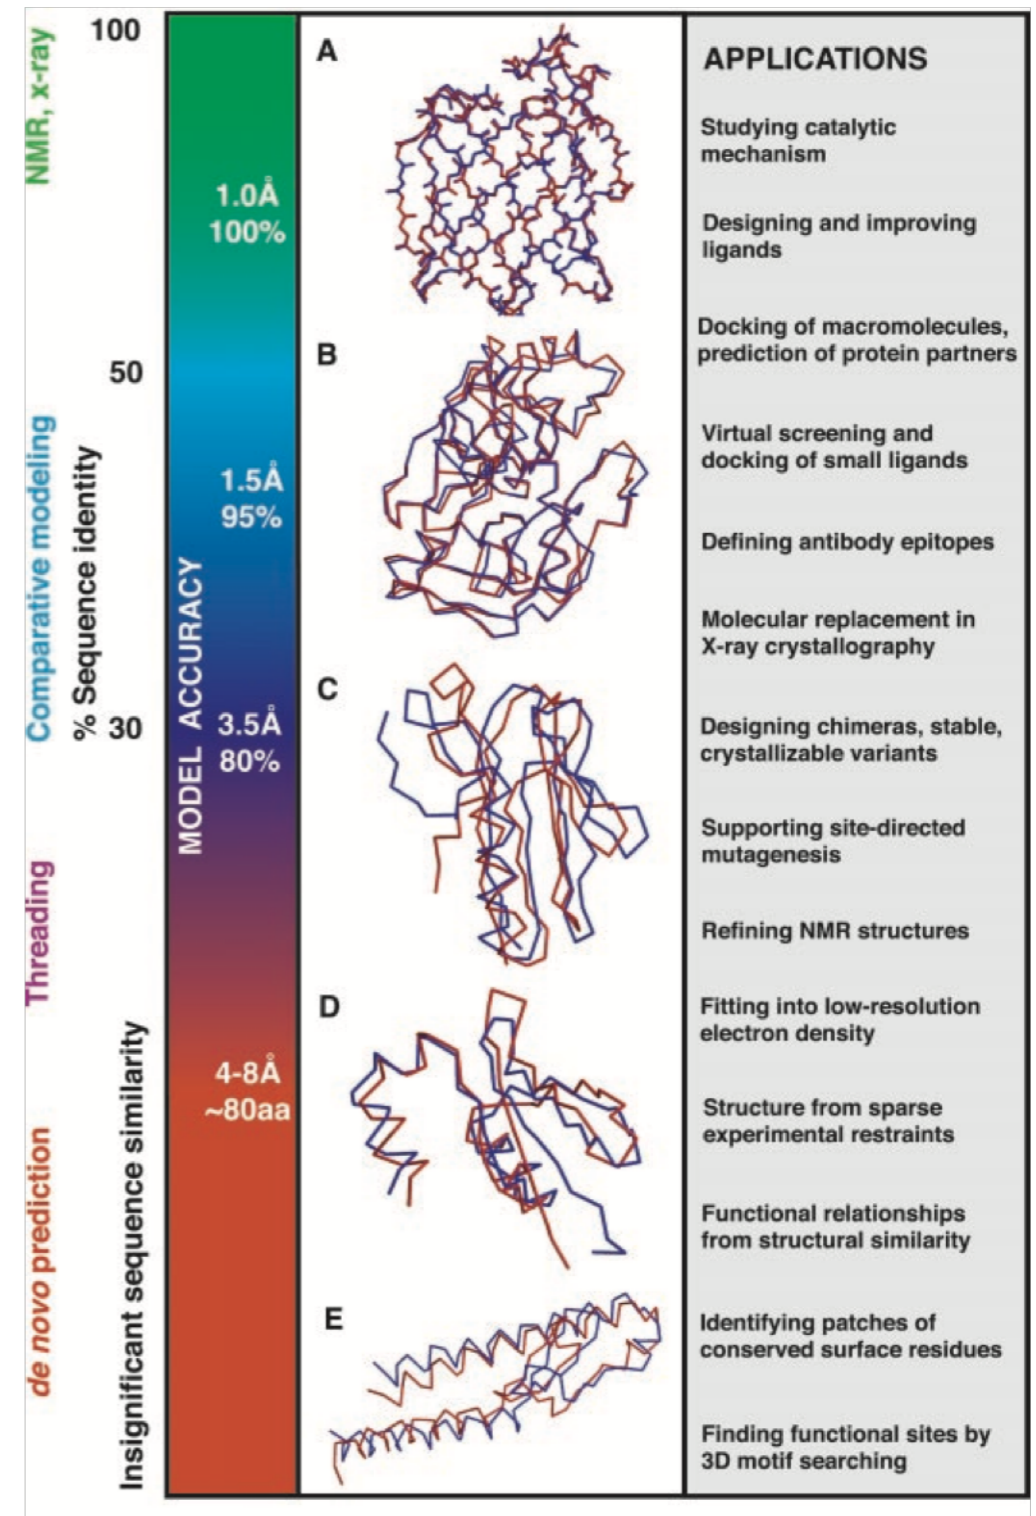 NMR, x-ray
Comparative modeling
Threading
de novo prediction
100
50
% Sequence identity
30
Insignificant sequence similarity
MODEL ACCURACY
1.0Å
100%
1.5Å
95%
3.5Å
80%
4-8Å
~80aa
A
B
C
D
E
APPLICATIONS
Studying catalytic
mechanism
Designing and improving
ligands
Docking of macromolecules,
prediction of protein partners
Virtual screening and
docking of small ligands
Defining antibody epitopes
Molecular replacement in
X-ray crystallography
Designing chimeras, stable,
crystallizable variants
Supporting site-directed
mutagenesis
Refining NMR structures
Fitting into low-resolution
electron density
Structure from sparse
experimental restraints
Functional relationships
from structural similarity
Identifying patches of
conserved surface residues
Finding functional sites by
3D motif searching